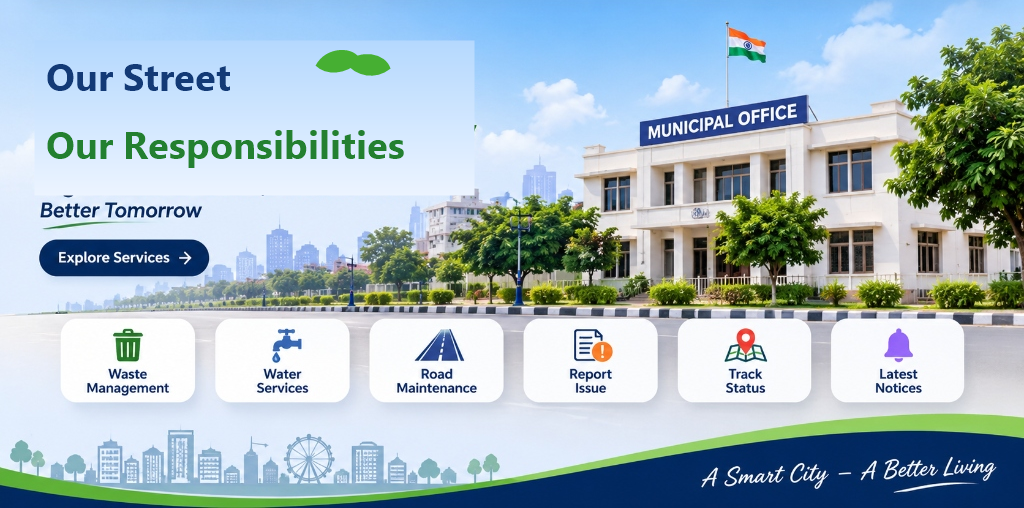 Our Street
Our Responsibilities
Better Tomorrow
Explore Services →
MUNICIPAL OFFICE
Waste
Management
Water
Services
Road
Maintenance
Report
Issue
Track
Status
Latest
Notices
A Smart City – A Better Living